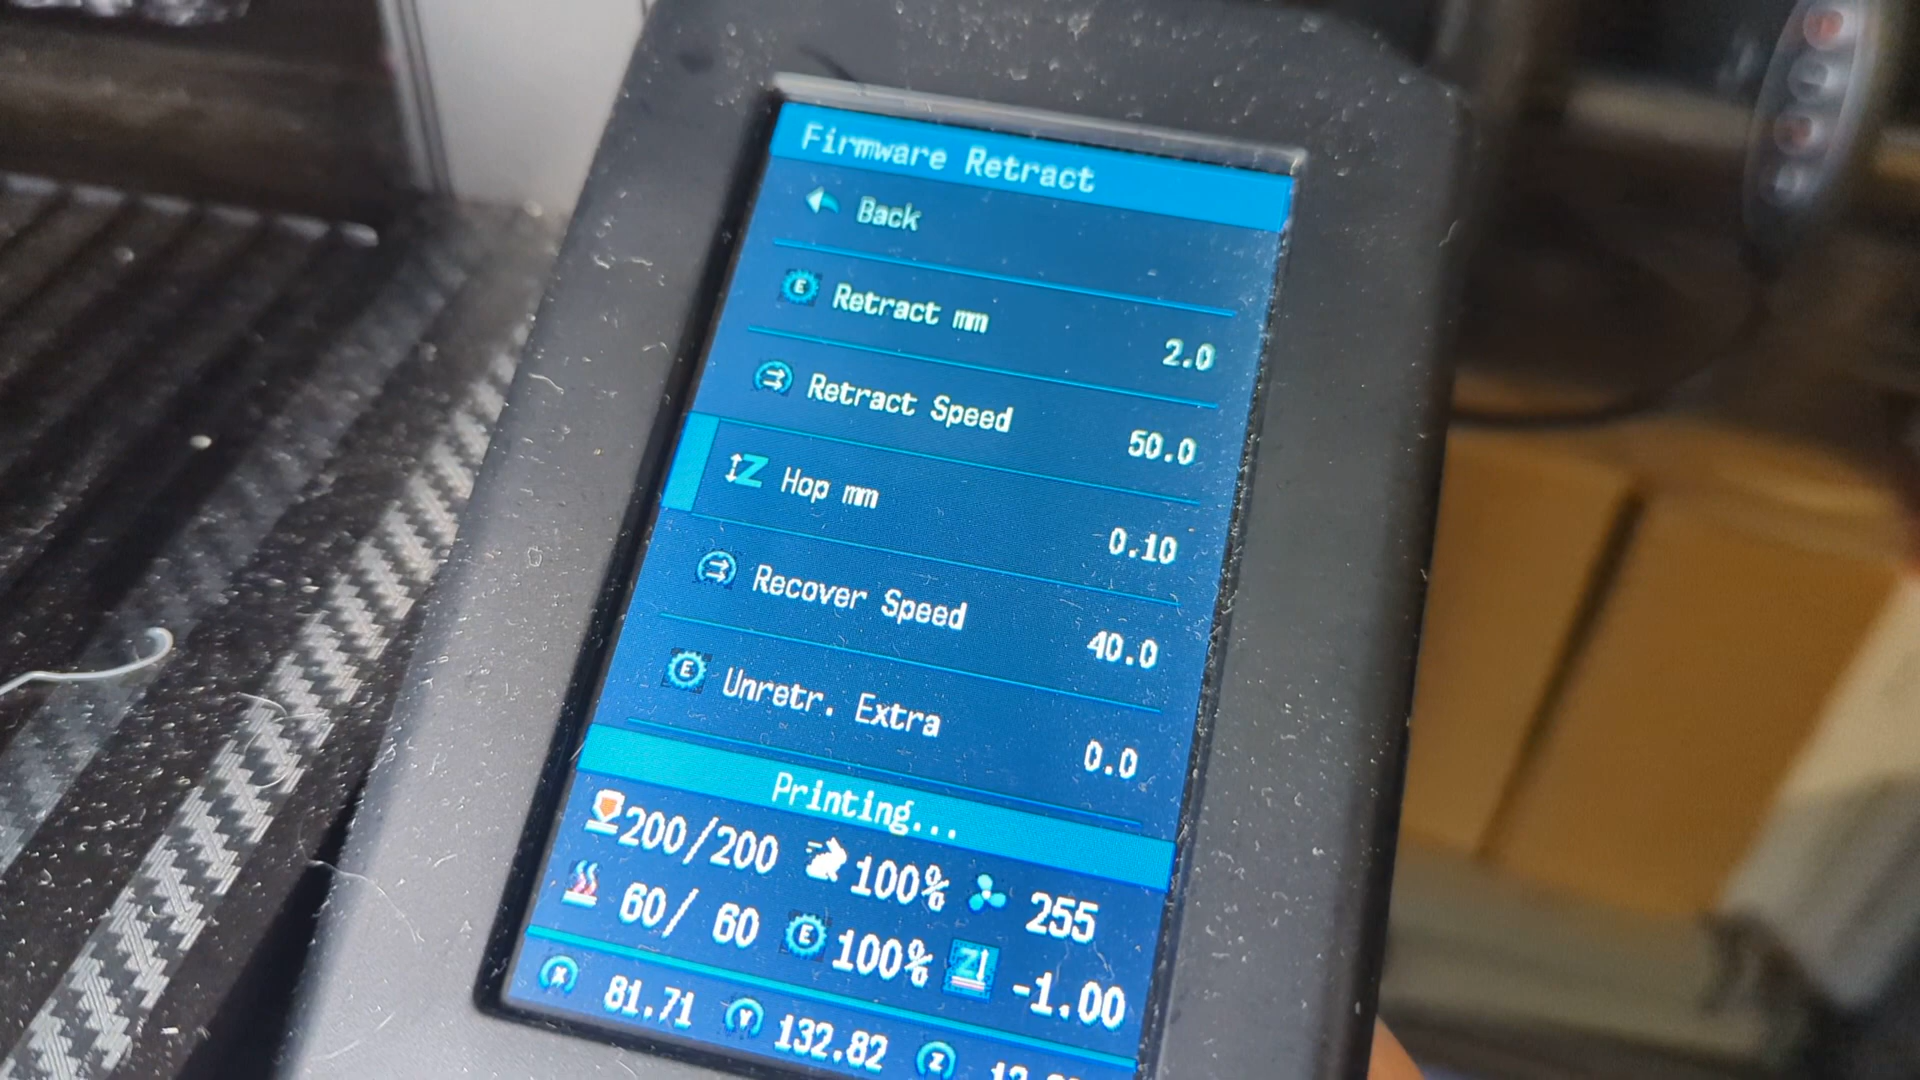 Firmware Retract
Back
Retract mm 2.0
Retract Speed 50.0
Z Hop mm 0.10
Recover Speed 40.0
E Unretr. Extra 0.0
Printing...
200/200 100% 255
60/ 60 E 100% Z -1.00
X 81.71 Y 132.82 Z